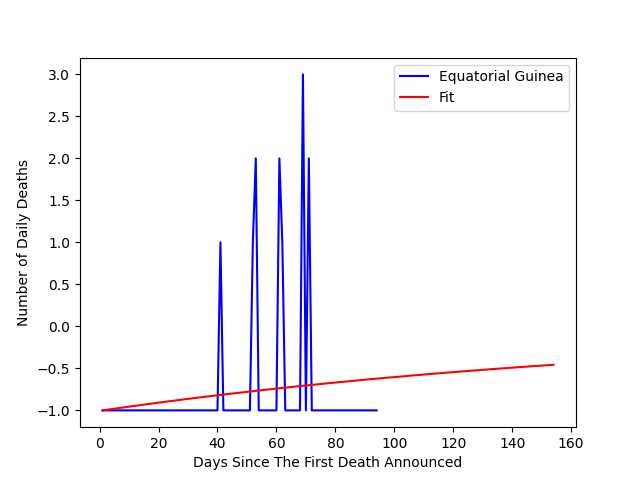 Equatorial Guinea
Fit
3.0
2.5
2.0
1.5
1.0
0.5
0.0
−0.5
−1.0
Number of Daily Deaths
0 20 40 60 80 100 120 140 160
Days Since The First Death Announced